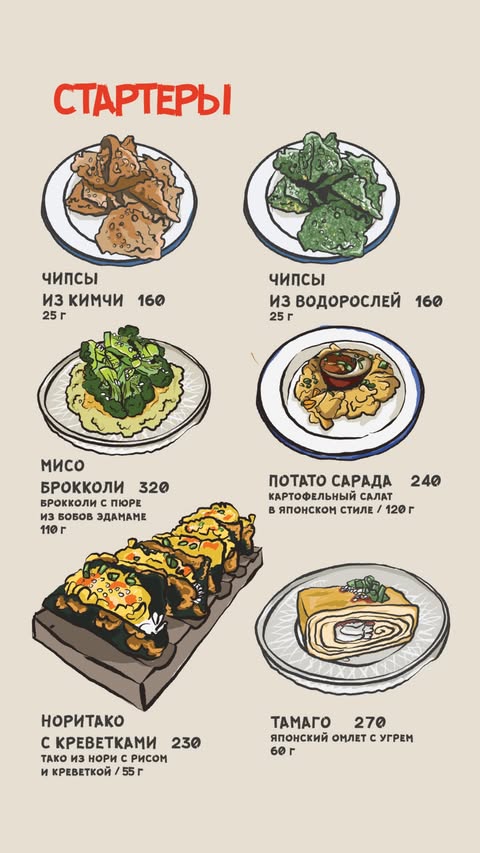 СТАРТЕРЫ
ЧИПСЫ
ИЗ КИМЧИ 160
25 Г
ЧИПСЫ
ИЗ ВОДОРОСЛЕЙ 160
25 Г
МИСО
БРОККОЛИ 320
БРОККОЛИ С ПЮРЕ
ИЗ БОБОВ ЭДАМАМЕ
110 Г
ПОТАТО САРАДА 240
КАРТОФЕЛЬНЫЙ САЛАТ
В ЯПОНСКОМ СТИЛЕ / 120 Г
НОРИТАКО
С КРЕВЕТКАМИ 230
ТАКО ИЗ НОРИ С РИСОМ
И КРЕВЕТКОЙ / 55 Г
ТАМАГО 270
ЯПОНСКИЙ ОМЛЕТ С УГРЕМ
60 Г